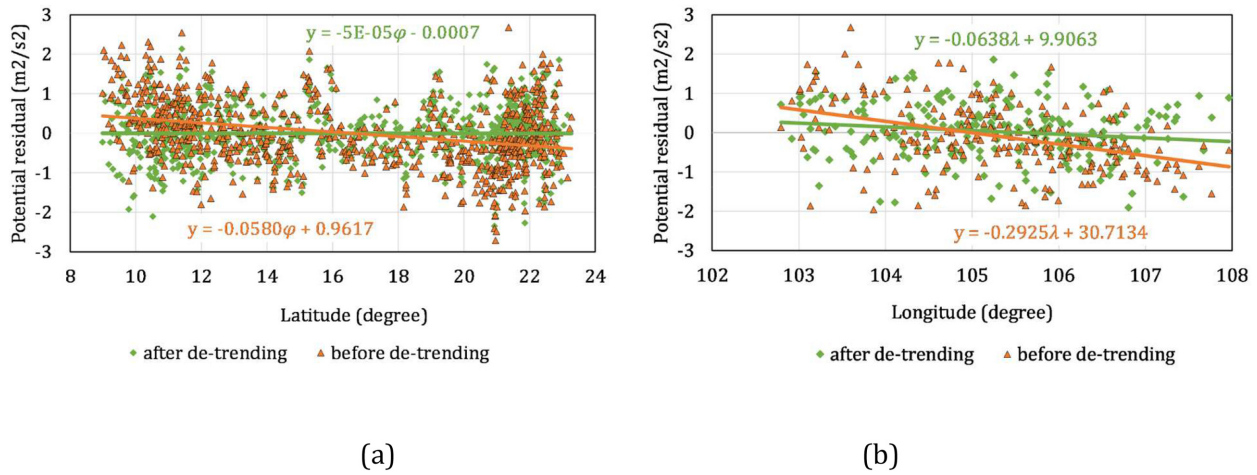 Potential residual (m2/s2)
3
2
1
0
-1
-2
-3
y = -5E-05φ - 0.0007
y = -0.0580φ + 0.9617
8 10 12 14 16 18 20 22 24
Latitude (degree)
after de-trending before de-trending
(a)
Potential residual (m2/s2)
3
2
1
0
-1
-2
-3
y = -0.0638λ + 9.9063
y = -0.2925λ + 30.7134
102 103 104 105 106 107 108
Longitude (degree)
after de-trending before de-trending
(b)